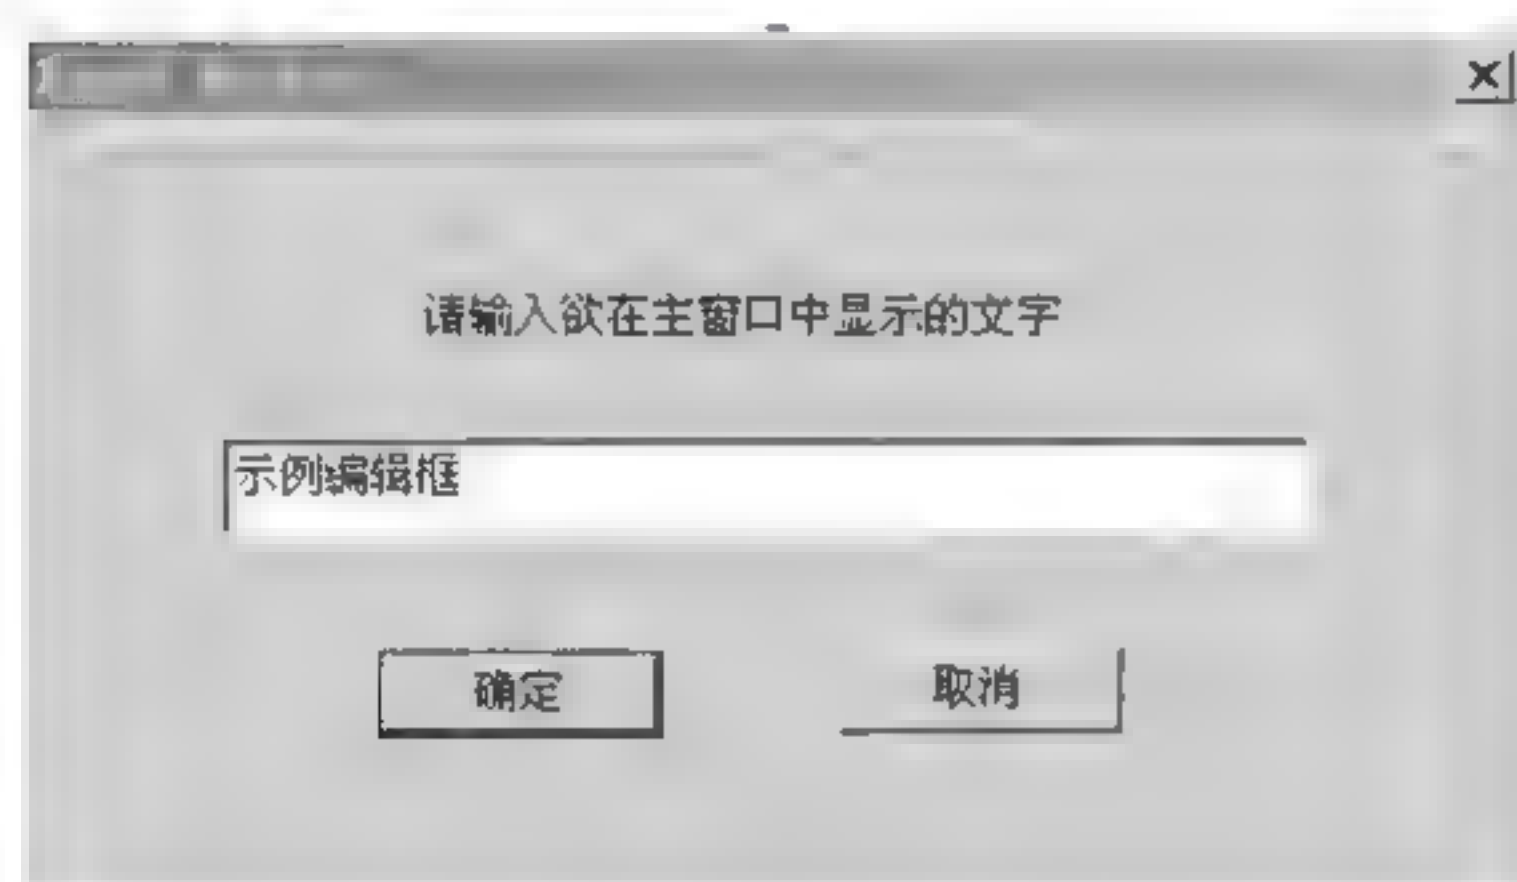 请输入欲在主窗口中显示的文字
示例编辑框
确定 取消